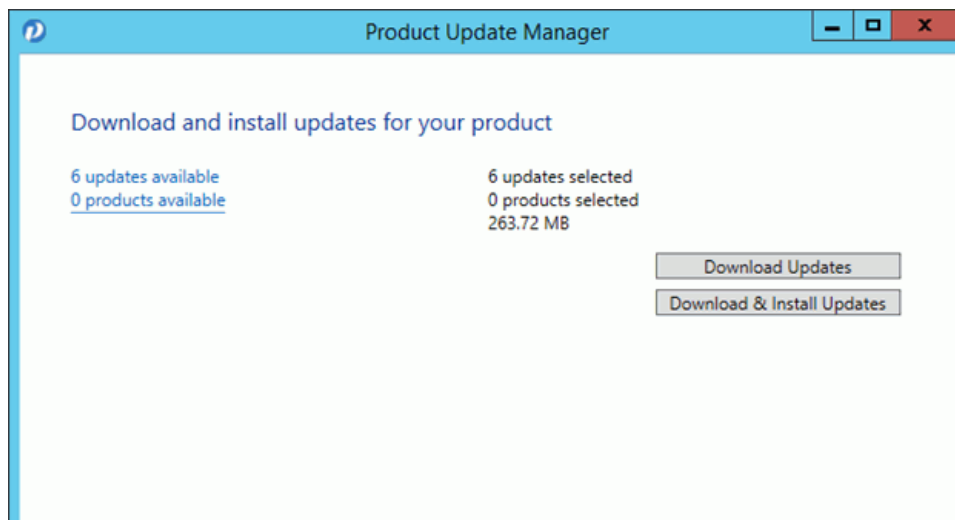 Product Update Manager
Download and install updates for your product
6 updates available
0 products available
6 updates selected
0 products selected
263.72 MB
Download Updates
Download & Install Updates